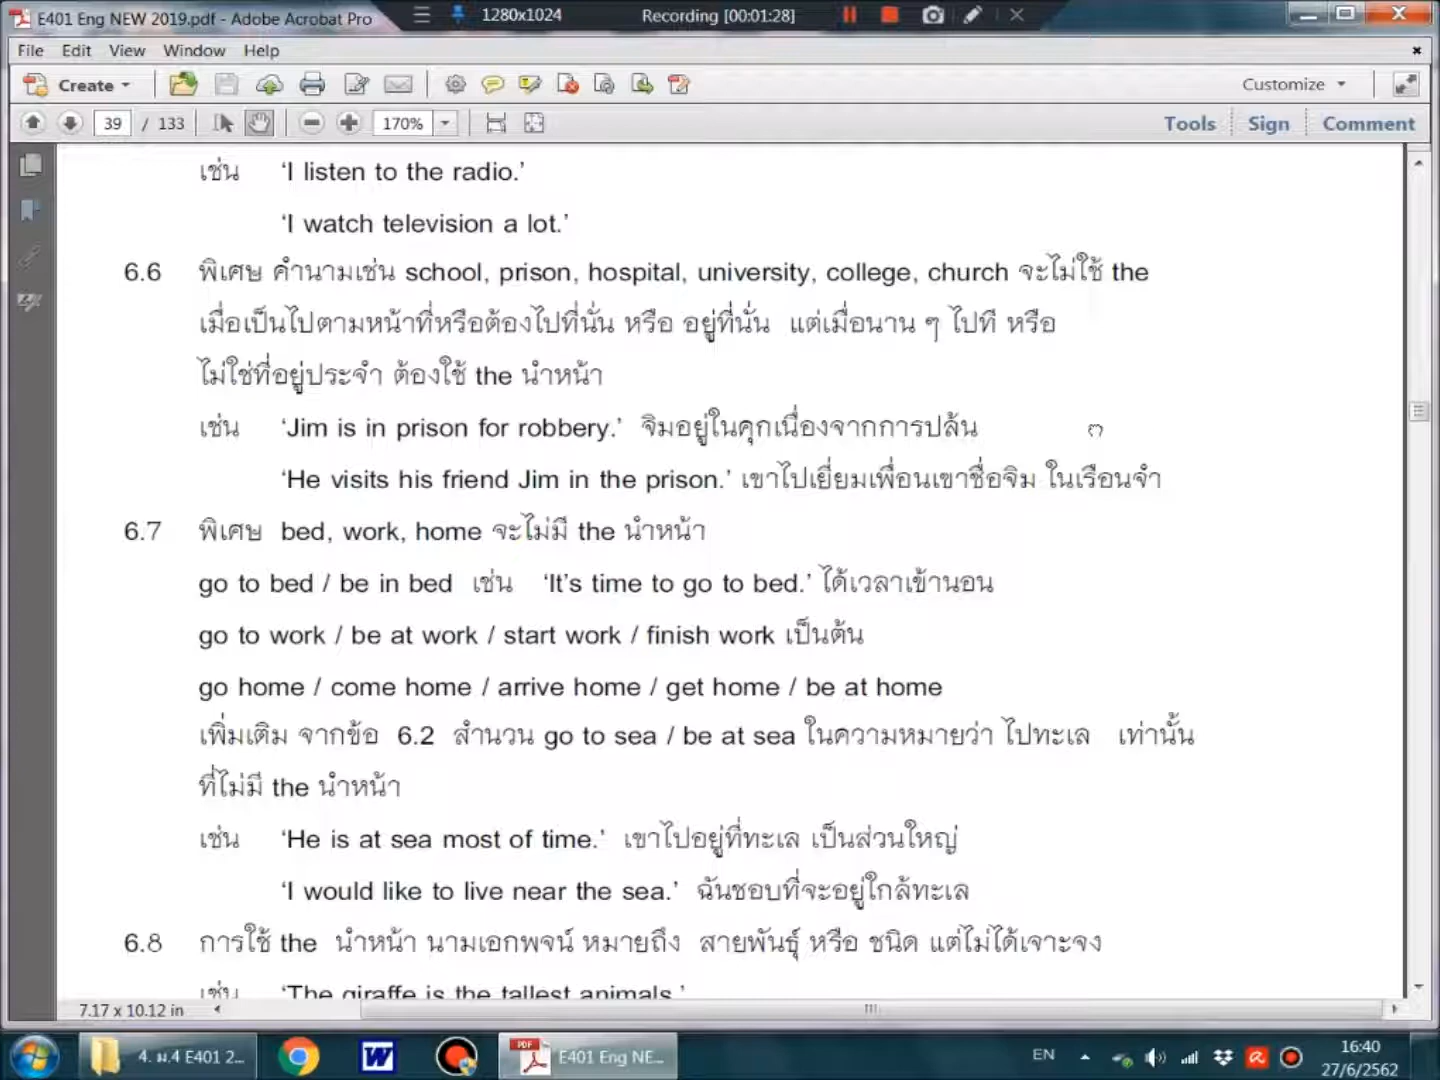 E401 Eng NEW 2019.pdf - Adobe Acrobat Pro
1280x1024
Recording [00:01:28]
File Edit View Window Help
Create
Customize
39 / 133
170%
Tools Sign Comment
เช่น ‘I listen to the radio.’
‘I watch television a lot.’
6.6 พิเศษ คำนามเช่น school, prison, hospital, university, college, church จะไม่ใช้ the
เมื่อเป็นไปตามหน้าที่หรือต้องไปที่นั่น หรือ อยู่ที่นั่น แต่เมื่อนาน ๆ ไปที หรือ
ไม่ใช่ที่อยู่ประจำ ต้องใช้ the นำหน้า
เช่น ‘Jim is in prison for robbery.’ จิมอยู่ในคุกเนื่องจากการปล้น
‘He visits his friend Jim in the prison.’ เขาไปเยี่ยมเพื่อนเขาชื่อจิม ในเรือนจำ
6.7 พิเศษ bed, work, home จะไม่มี the นำหน้า
go to bed / be in bed เช่น ‘It’s time to go to bed.’ ได้เวลาเข้านอน
go to work / be at work / start work / finish work เป็นต้น
go home / come home / arrive home / get home / be at home
เพิ่มเติม จากข้อ 6.2 สำนวน go to sea / be at sea ในความหมายว่า ไปทะเล เท่านั้น
ที่ไม่มี the นำหน้า
เช่น ‘He is at sea most of time.’ เขาไปอยู่ที่ทะเล เป็นส่วนใหญ่
‘I would like to live near the sea.’ ฉันชอบที่จะอยู่ใกล้ทะเล
6.8 การใช้ the นำหน้า นามเอกพจน์ หมายถึง สายพันธุ์ หรือ ชนิด แต่ไม่ได้เจาะจง
เช่น ‘The giraffe is the tallest animals.’
7.17 x 10.12 in
4. ม.4 E401 2...
PDF
E401 Eng NE...
EN
16:40
27/6/2562